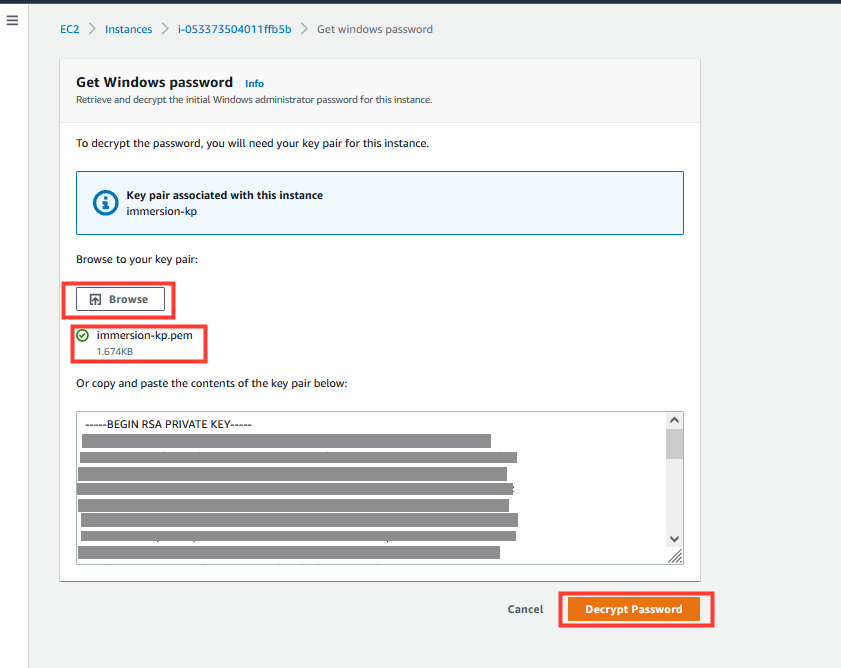 EC2 > Instances > i-053373504011ffb5b > Get windows password
Get Windows password Info
Retrieve and decrypt the initial Windows administrator password for this instance.
To decrypt the password, you will need your key pair for this instance.
Key pair associated with this instance
immersion-kp
Browse to your key pair:
Browse
immersion-kp.pem
1.674KB
Or copy and paste the contents of the key pair below:
-----BEGIN RSA PRIVATE KEY-----
Cancel Decrypt Password